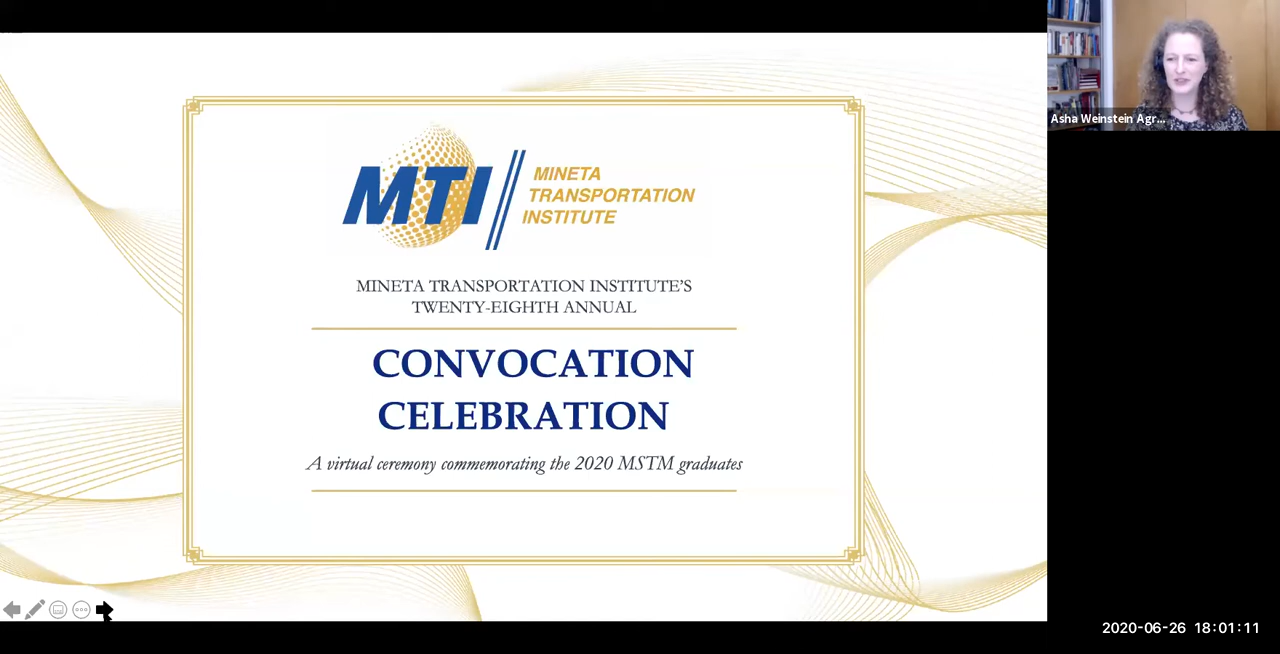 MTI
MINETA
TRANSPORTATION
INSTITUTE
MINETA TRANSPORTATION INSTITUTE'S
TWENTY-EIGHTH ANNUAL
CONVOCATION
CELEBRATION
A virtual ceremony commemorating the 2020 MSTM graduates
Asha Weinstein Agr...
2020-06-26 18:01:11